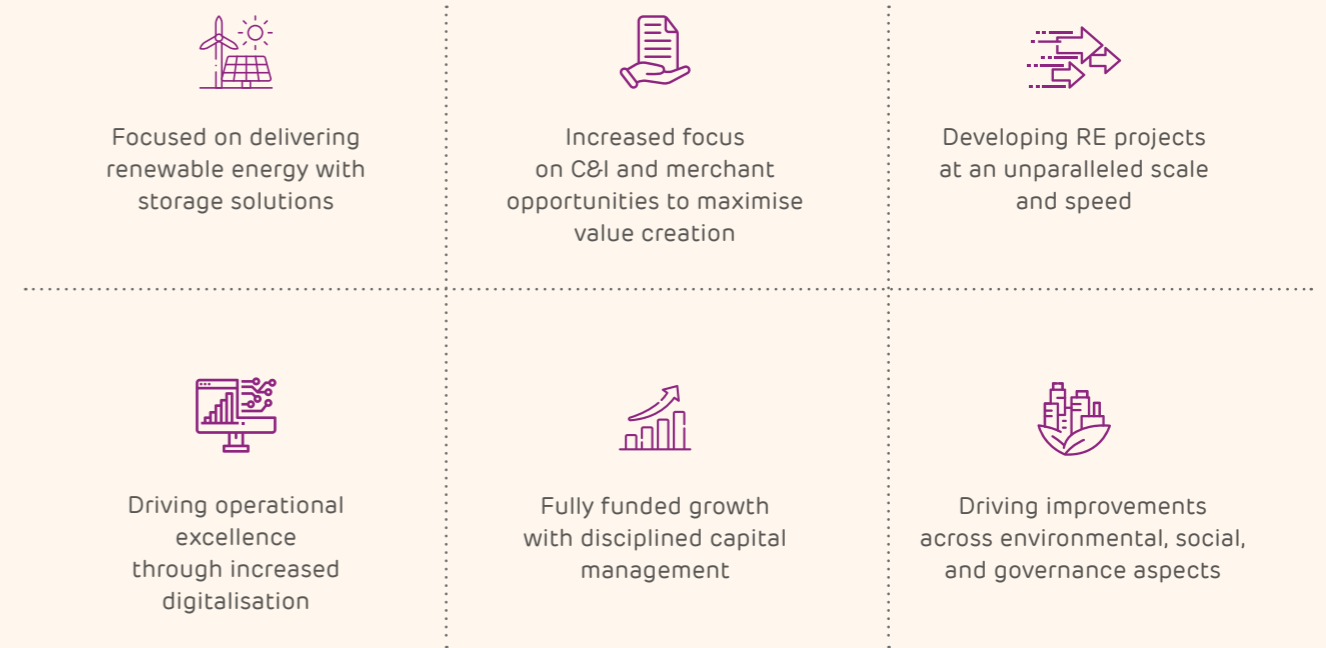 Focused on delivering
renewable energy with
storage solutions
Increased focus
on C&I and merchant
opportunities to maximise
value creation
Developing RE projects
at an unparalleled scale
and speed
Driving operational
excellence
through increased
digitalisation
Fully funded growth
with disciplined capital
management
Driving improvements
across environmental, social,
and governance aspects